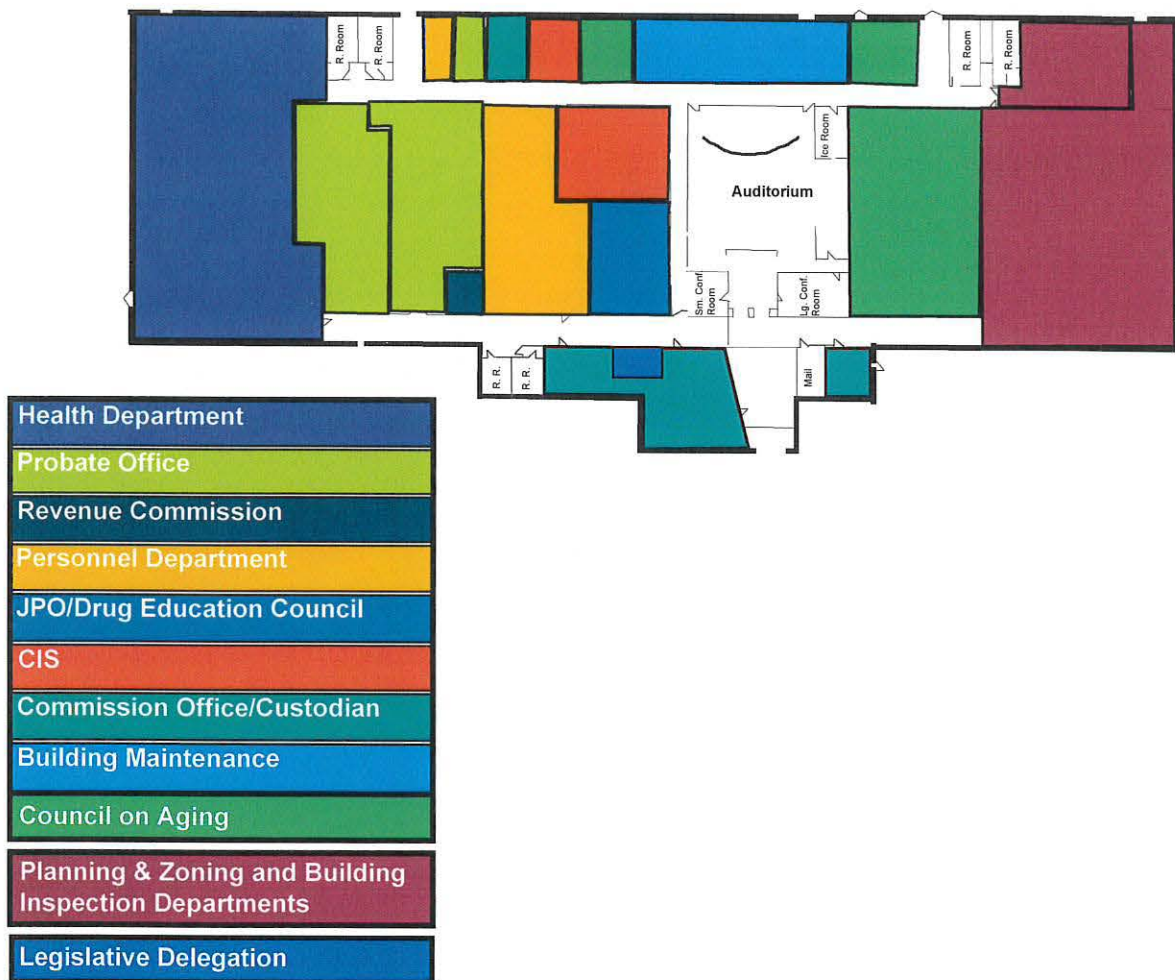 R. Room
R. Room
R. Room
R. Room
Ice Room
Auditorium
Sm. Conf.
Room
Lg. Conf.
Room
R. R.
R. R.
Mail
Health Department
Probate Office
Revenue Commission
Personnel Department
JPO/Drug Education Council
CIS
Commission Office/Custodian
Building Maintenance
Council on Aging
Planning & Zoning and Building
Inspection Departments
Legislative Delegation